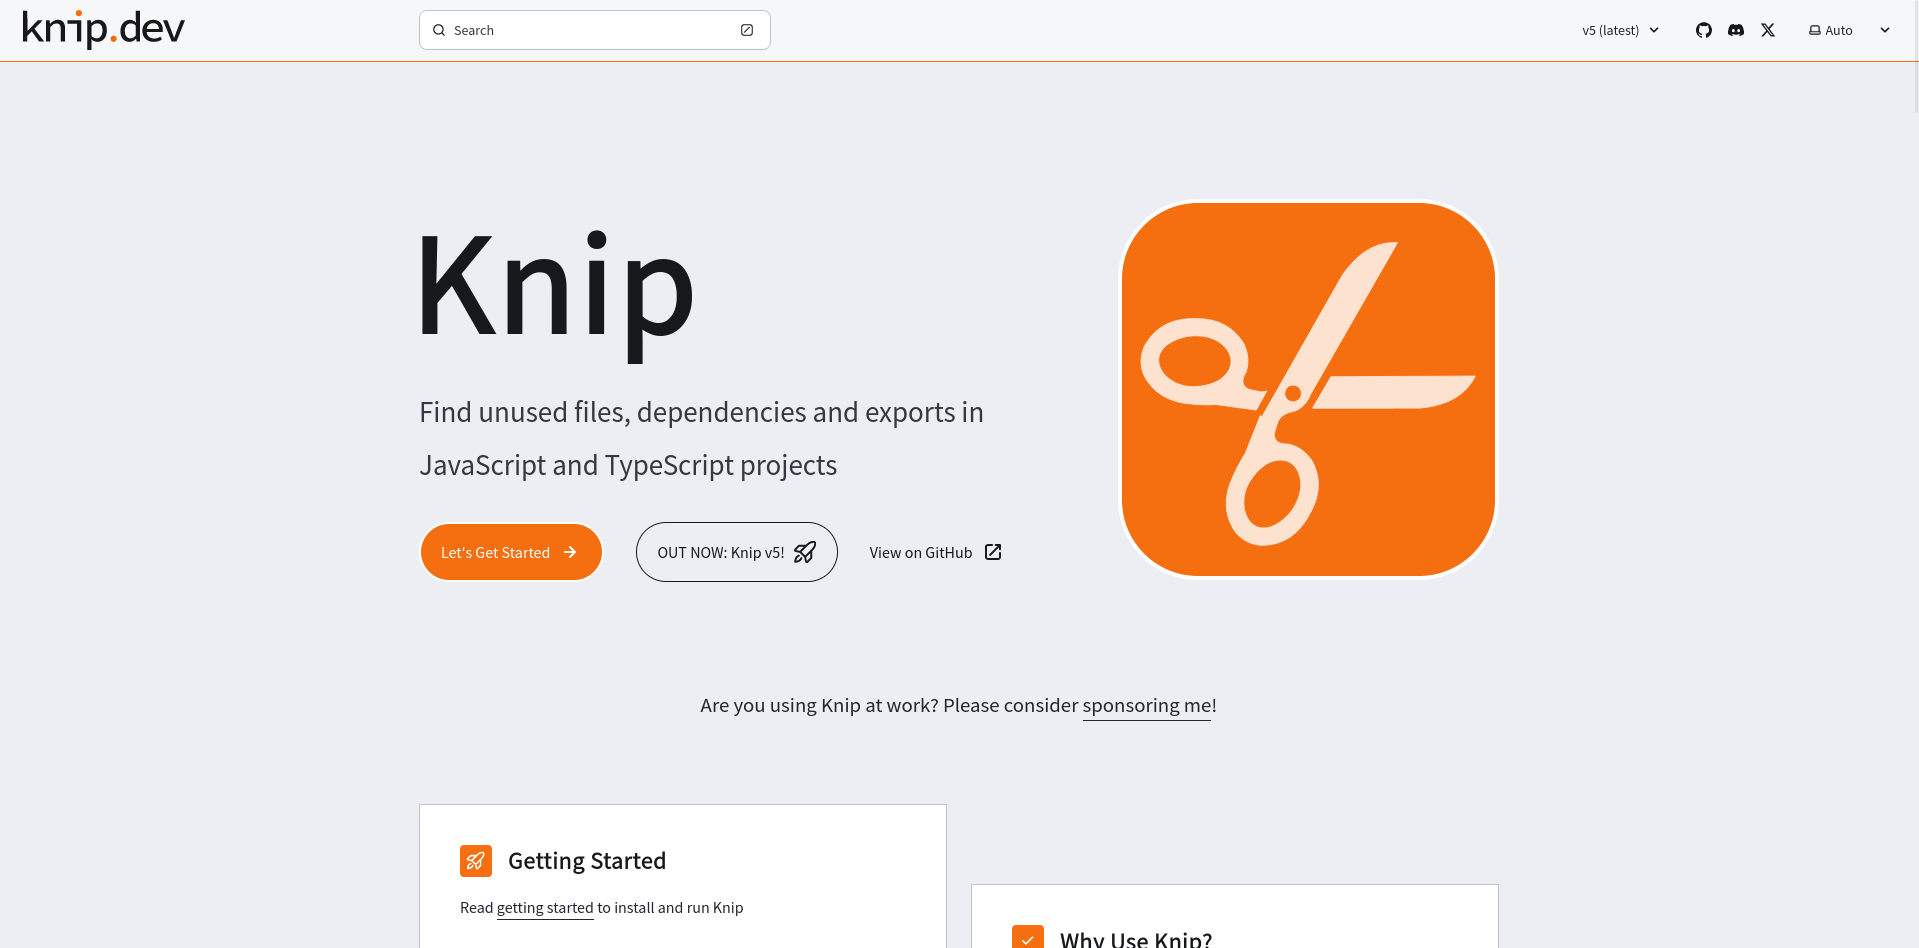 knip.dev
Search
v5 (latest)
Auto
Knip
Find unused files, dependencies and exports in
JavaScript and TypeScript projects
Let's Get Started
OUT NOW: Knip v5!
View on GitHub
Are you using Knip at work? Please consider sponsoring me!
Getting Started
Read getting started to install and run Knip
Why Use Knip?